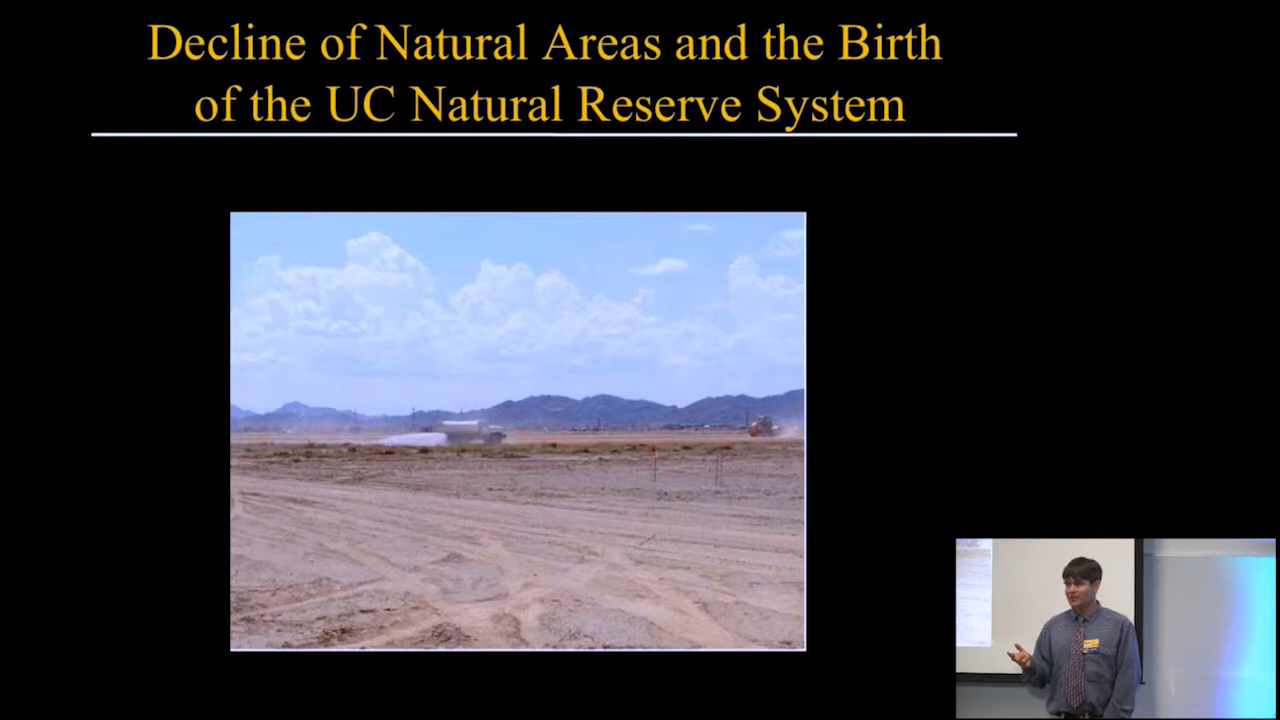 Decline of Natural Areas and the Birth
of the UC Natural Reserve System